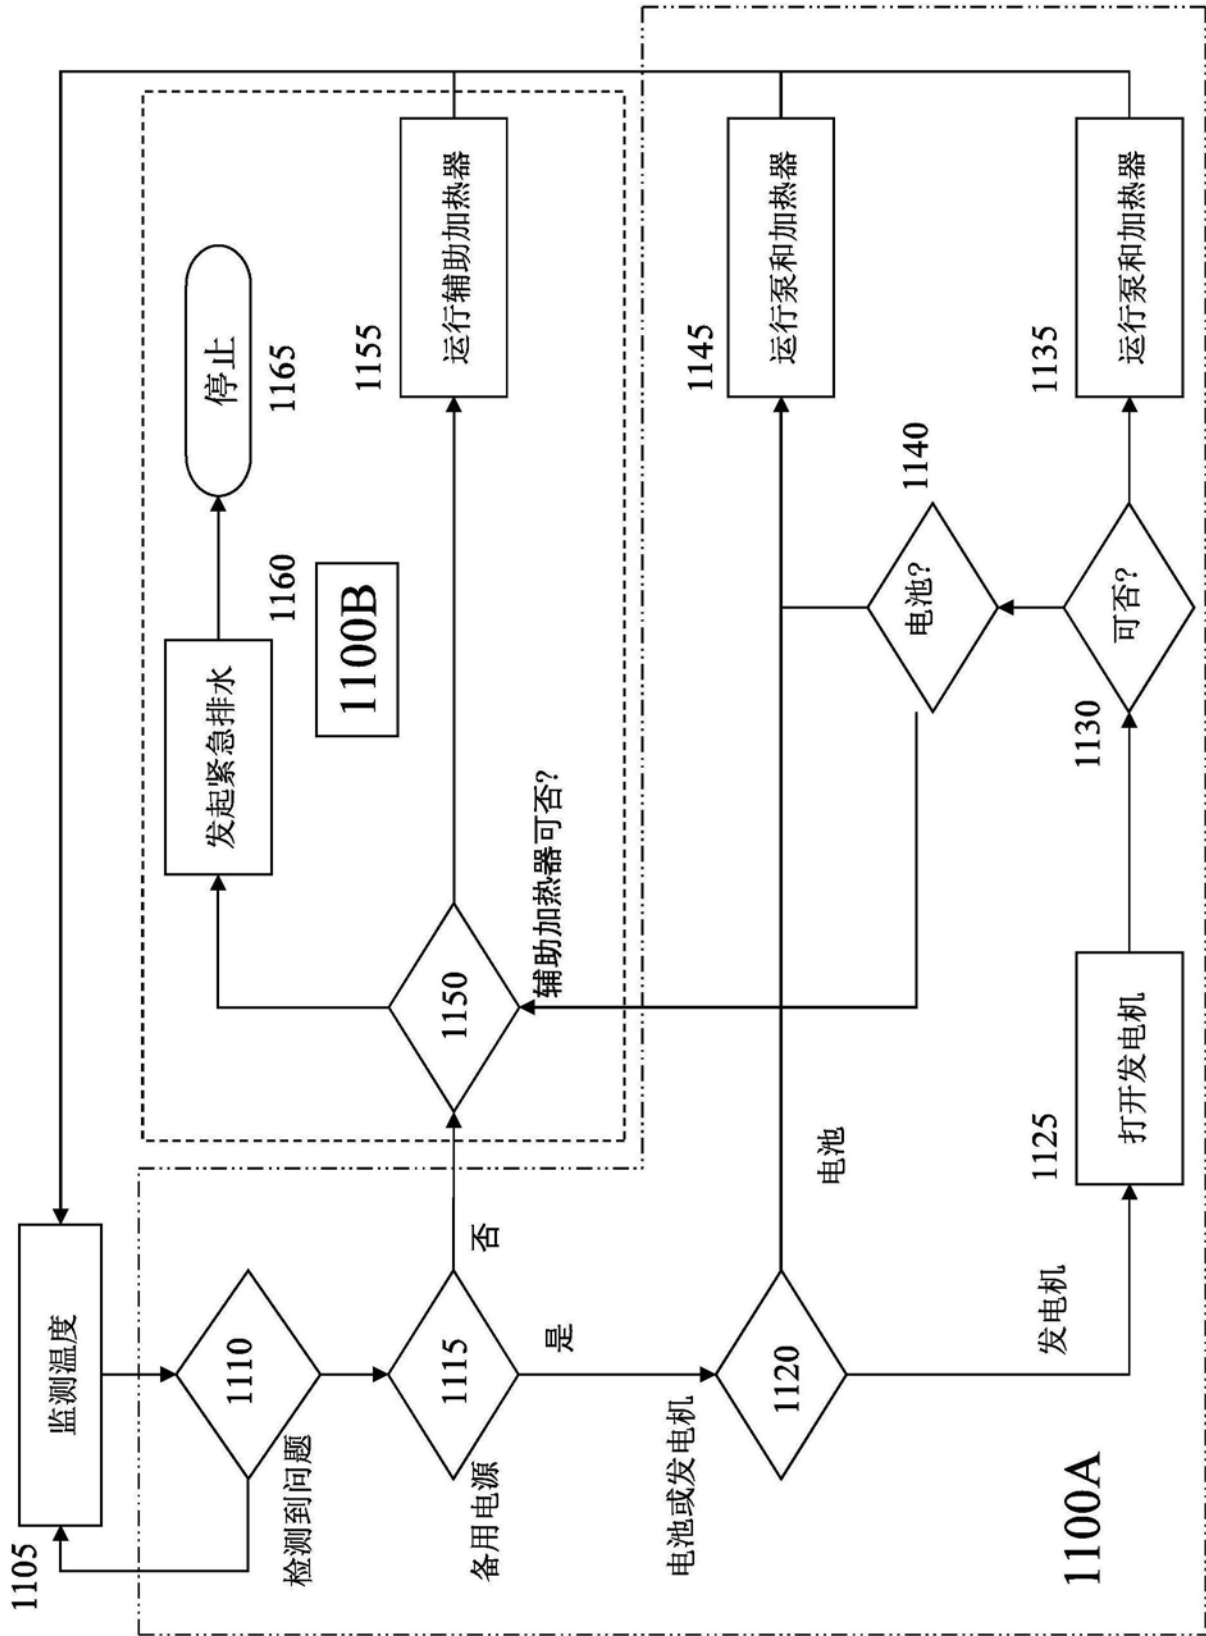 1105
监测温度
1110
检测到问题
1115
备用电源
否
是
1120
电池或发电机
电池
发电机
1100A
1125
打开发电机
1130
可否?
1140
电池?
1135
运行泵和加热器
1145
运行泵和加热器
1150
辅助加热器可否?
1155
运行辅助加热器
1160
发起紧急排水
1165
停止
1100B